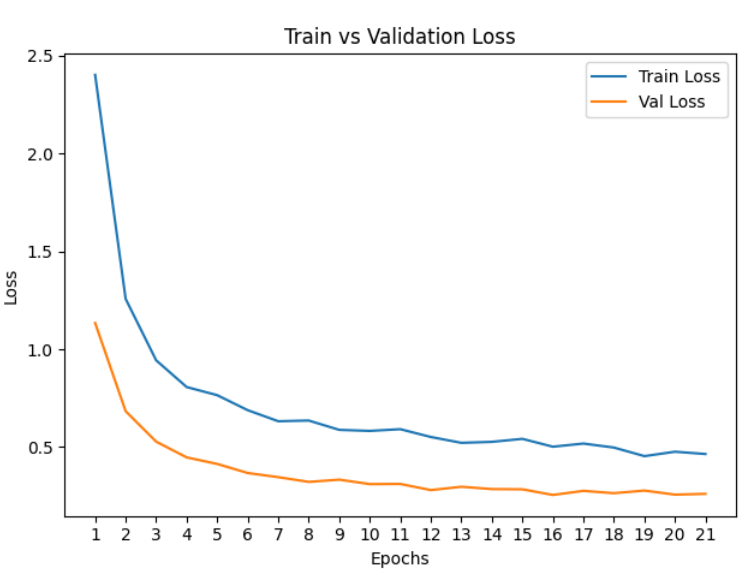 Train vs Validation Loss
2.5
Train Loss
Val Loss
2.0
1.5
1.0
0.5
Loss
1 2 3 4 5 6 7 8 9 10 11 12 13 14 15 16 17 18 19 20 21
Epochs